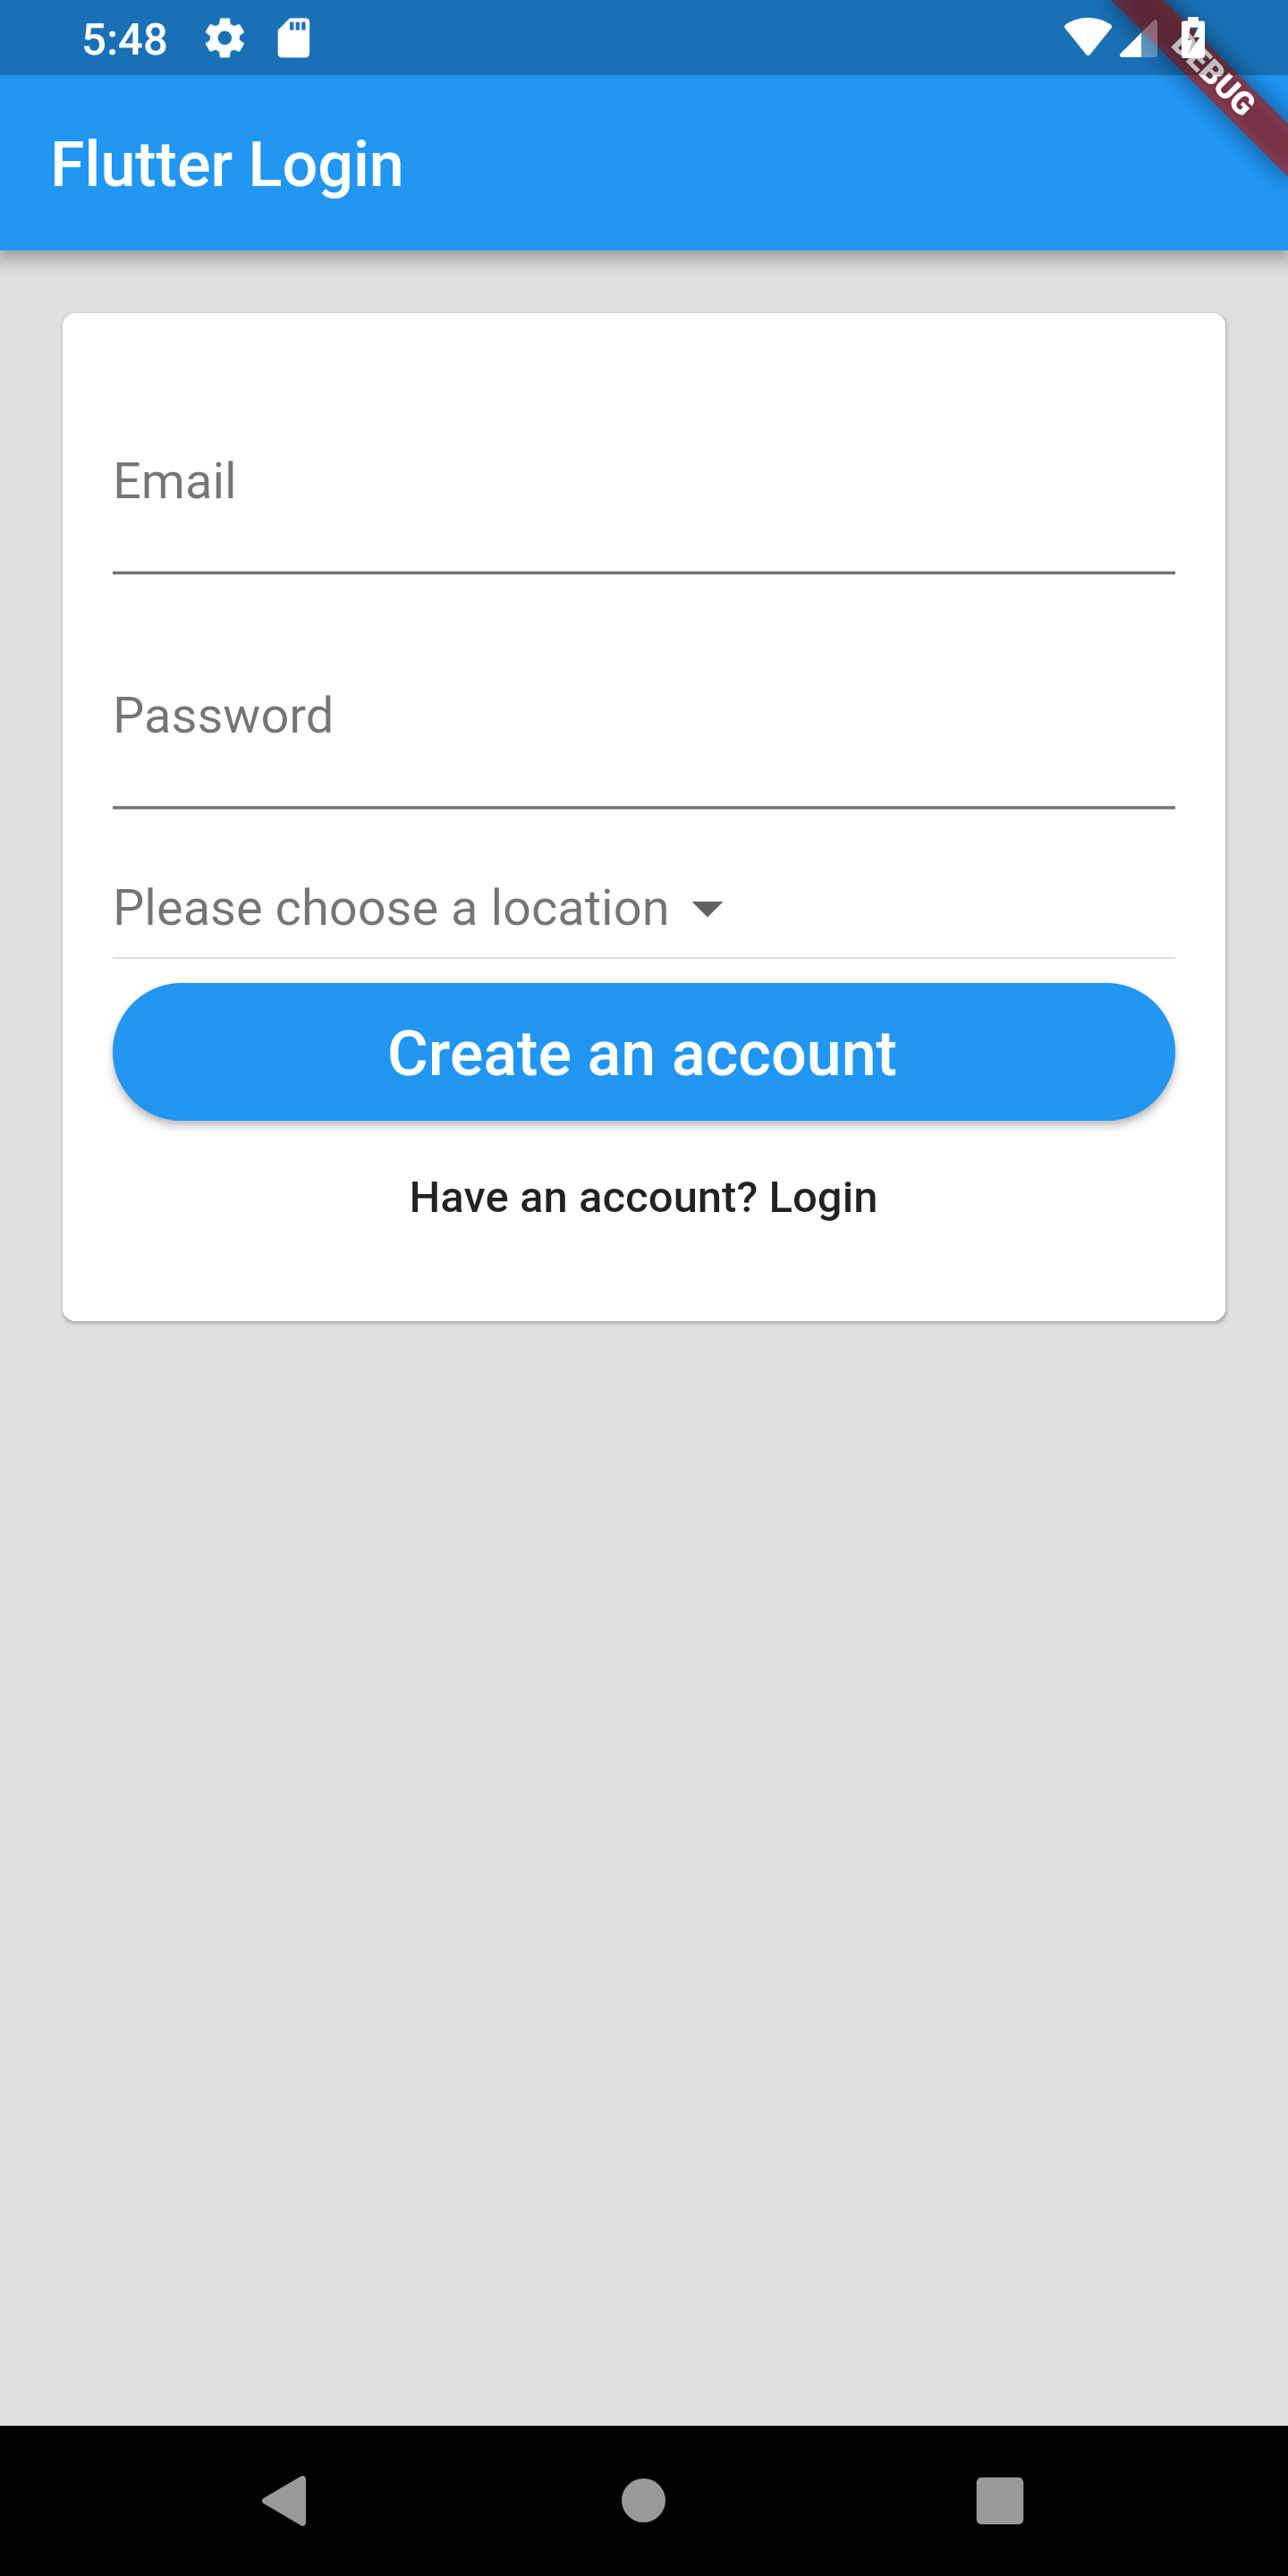 5:48
DEBUG
Flutter Login
Email
Password
Please choose a location
Create an account
Have an account? Login